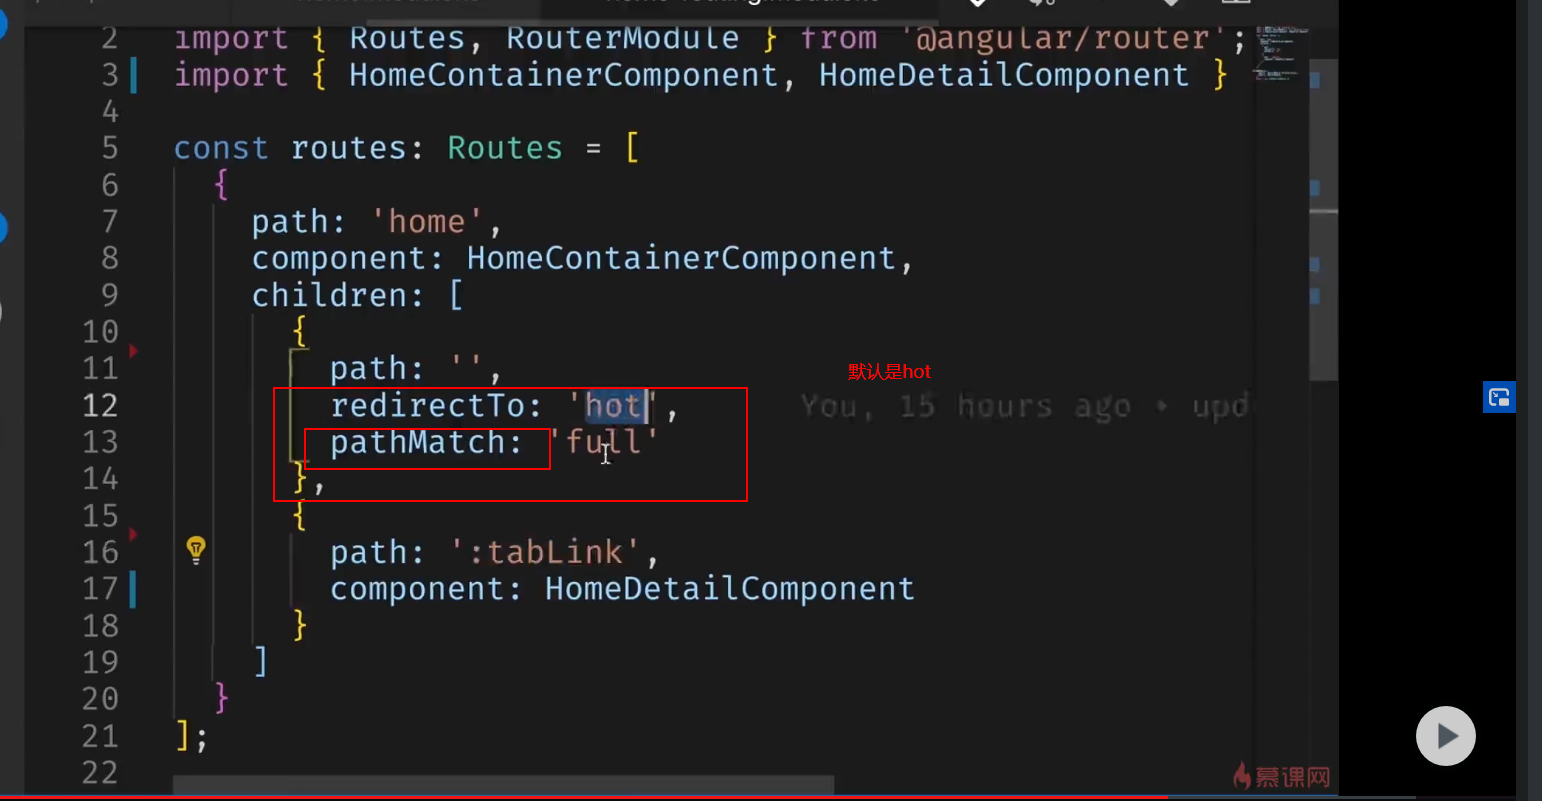 2 import { Routes, RouterModule } from '@angular/router';
3 import { HomeContainerComponent, HomeDetailComponent }
4
5 const routes: Routes = [
6 {
7 path: 'home',
8 component: HomeContainerComponent,
9 children: [
10 {
11 path: '',
默认是hot
12 redirectTo: 'hot', You, 15 hours ago • upd
13 pathMatch: 'full'
14 },
15 {
16 path: ':tabLink',
17 component: HomeDetailComponent
18 }
19 ]
20 }
21 ];
22
慕课网